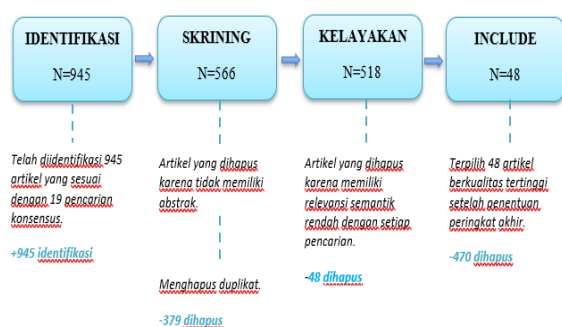 IDENTIFIKASI
N=945
SKRINING
N=566
KELAYAKAN
N=518
INCLUDE
N=48
Telah diidentifikasi 945
artikel yang sesuai
dengan 19 pencarian
konsensus.
+945 identifikasi
Artikel yang dihapus
karena tidak memiliki
abstrak.
Menghapus duplikat.
-379 dihapus
Artikel yang dihapus
karena memiliki
relevansi semantik
rendah dengan setiap
pencarian.
-48 dihapus
Terpilih 48 artikel
berkualitas tertinggi
setelah penentuan
peringkat akhir.
-470 dihapus